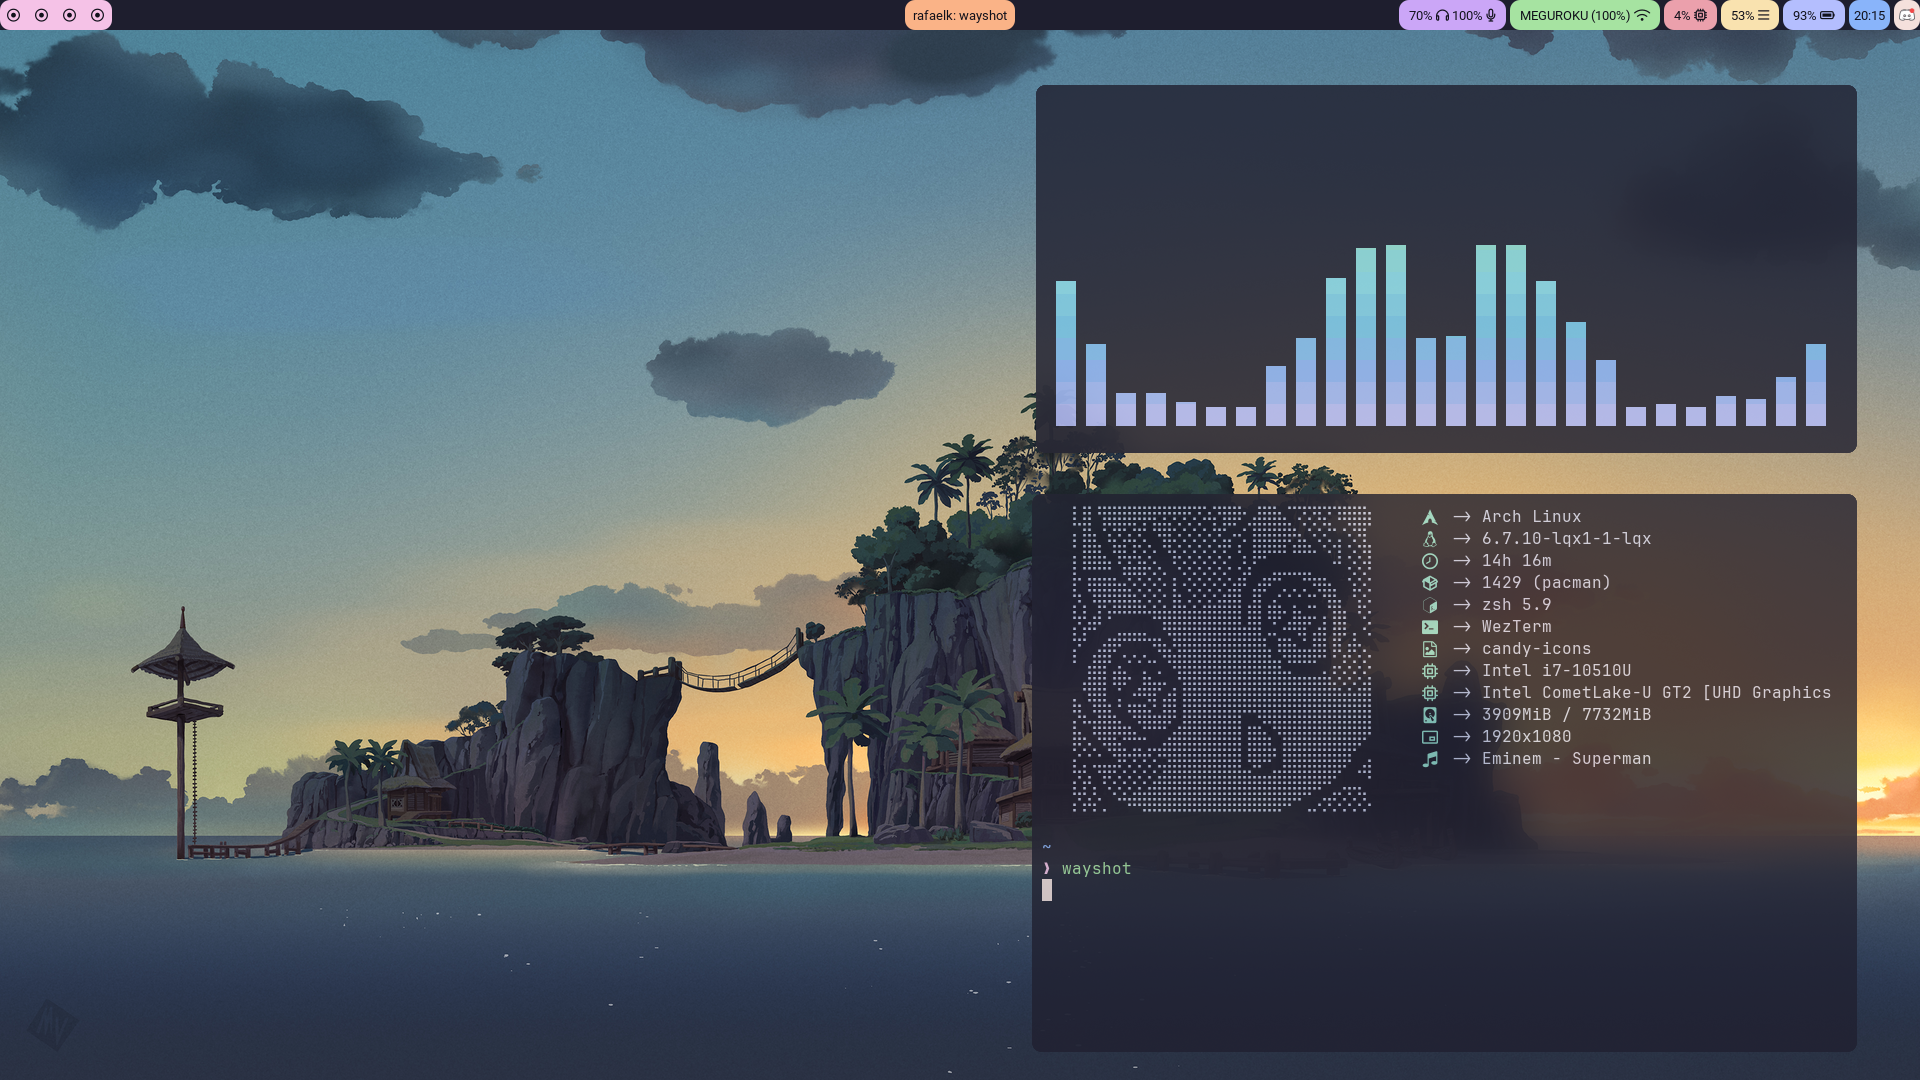 rafaelk: wayshot
70% 100%
MEGUROKU (100%)
4%
53%
93%
20:15
Arch Linux
6.7.10-lqx1-1-lqx
14h 16m
1429 (pacman)
zsh 5.9
WezTerm
candy-icons
Intel i7-10510U
Intel CometLake-U GT2 [UHD Graphics
3909MiB / 7732MiB
1920x1080
Eminem - Superman
~
❯ wayshot